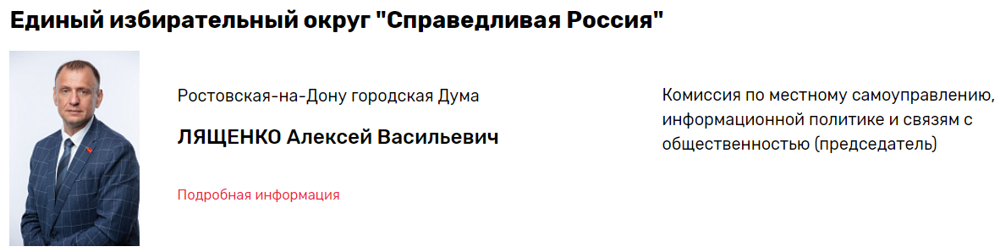 Единый избирательный округ "Справедливая Россия"
Ростовская-на-Дону городская Дума
ЛЯЩЕНКО Алексей Васильевич
Подробная информация
Комиссия по местному самоуправлению,
информационной политике и связям с
общественностью (председатель)